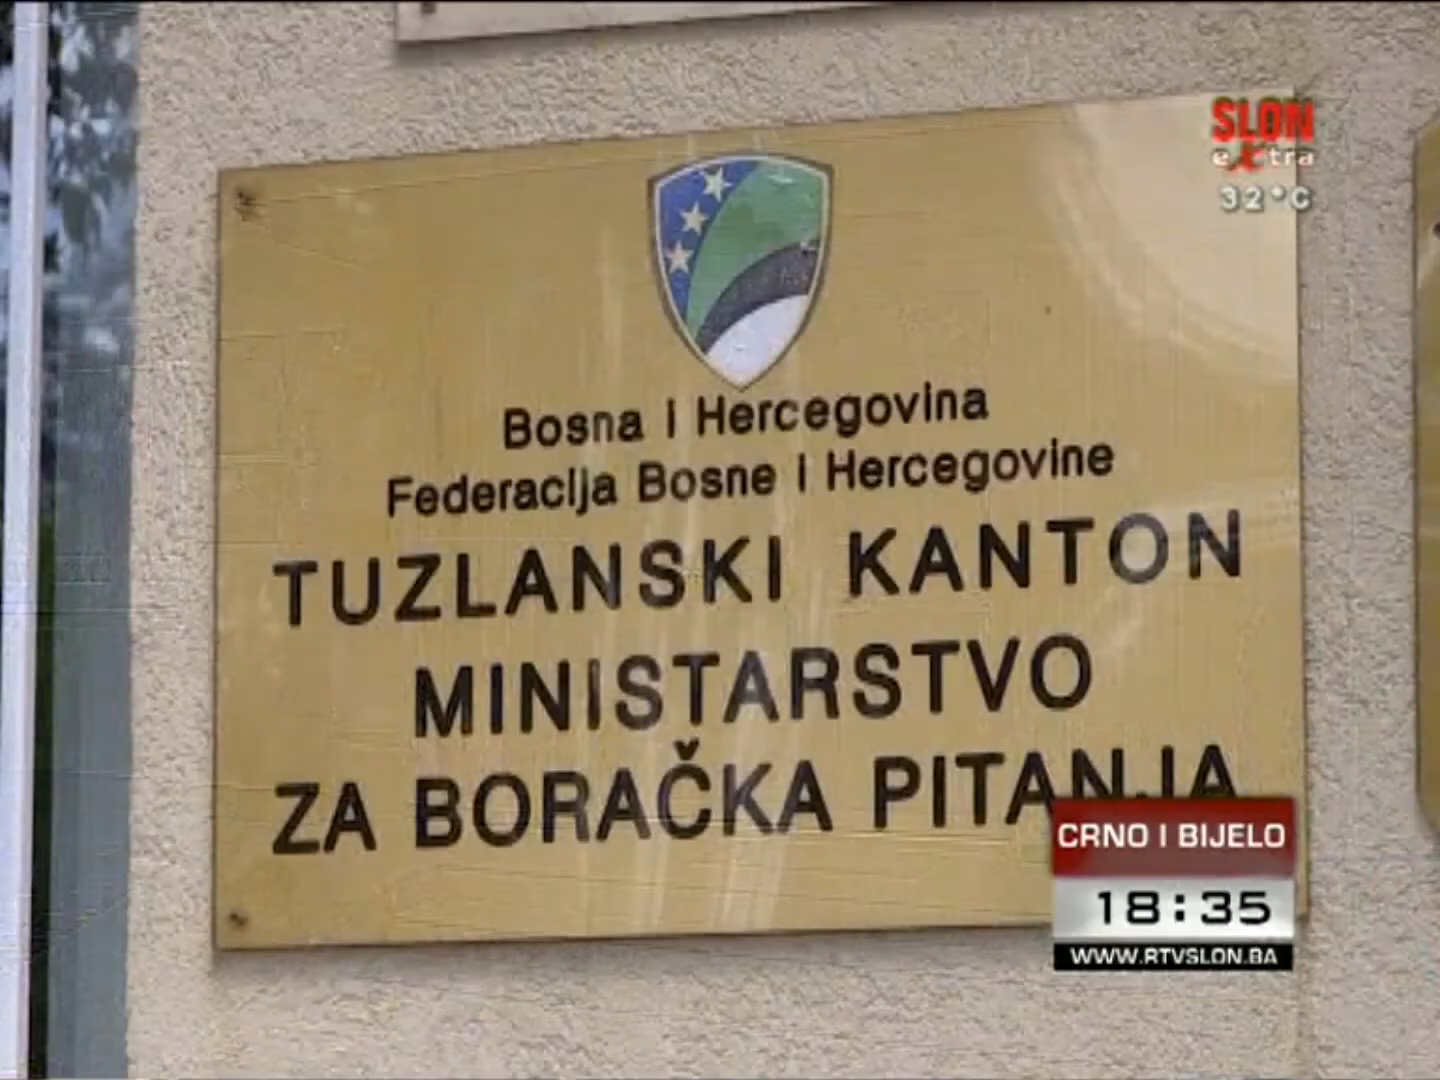 SLON
extra
32°C
Bosna i Hercegovina
Federacija Bosne i Hercegovine
TUZLANSKI KANTON
MINISTARSTVO
ZA BORAČKA PITANJA
CRNO I BIJELO
18:35
WWW.RTVSLON.BA